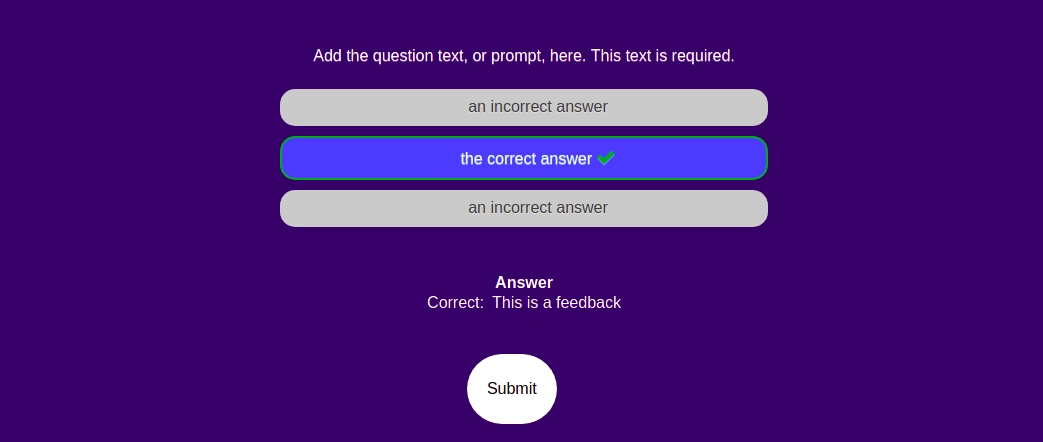 Add the question text, or prompt, here. This text is required.
an incorrect answer
the correct answer
an incorrect answer
Answer
Correct: This is a feedback
Submit